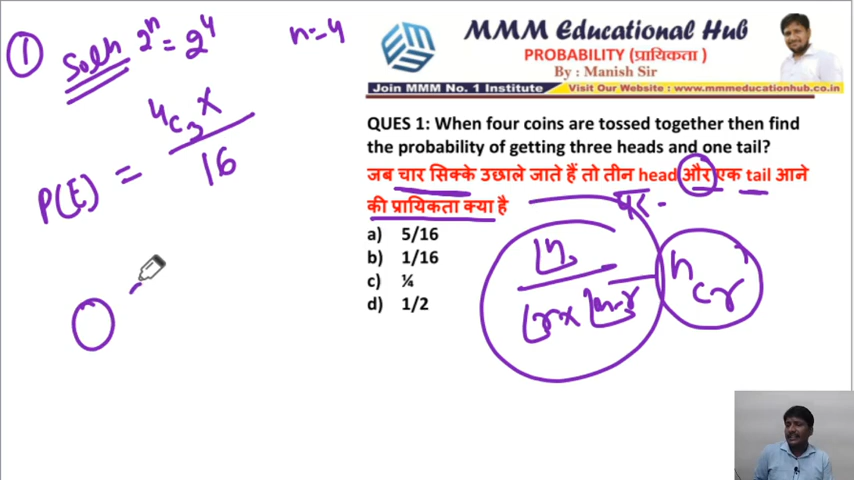 ① Soln 2ⁿ = 2⁴ n=4
P(E) = ⁴C₃ × / 16
MMM Educational Hub
PROBABILITY (प्रायिकता )
By : Manish Sir
Join MMM No. 1 Institute
Visit Our Website : www.mmmeducationhub.co.in
QUES 1: When four coins are tossed together then find
the probability of getting three heads and one tail?
जब चार सिक्के उछाले जाते हैं तो तीन head और एक tail आने
की प्रायिकता क्या है
a) 5/16
b) 1/16
c) ¼
d) 1/2
n
r × n-r
nCr